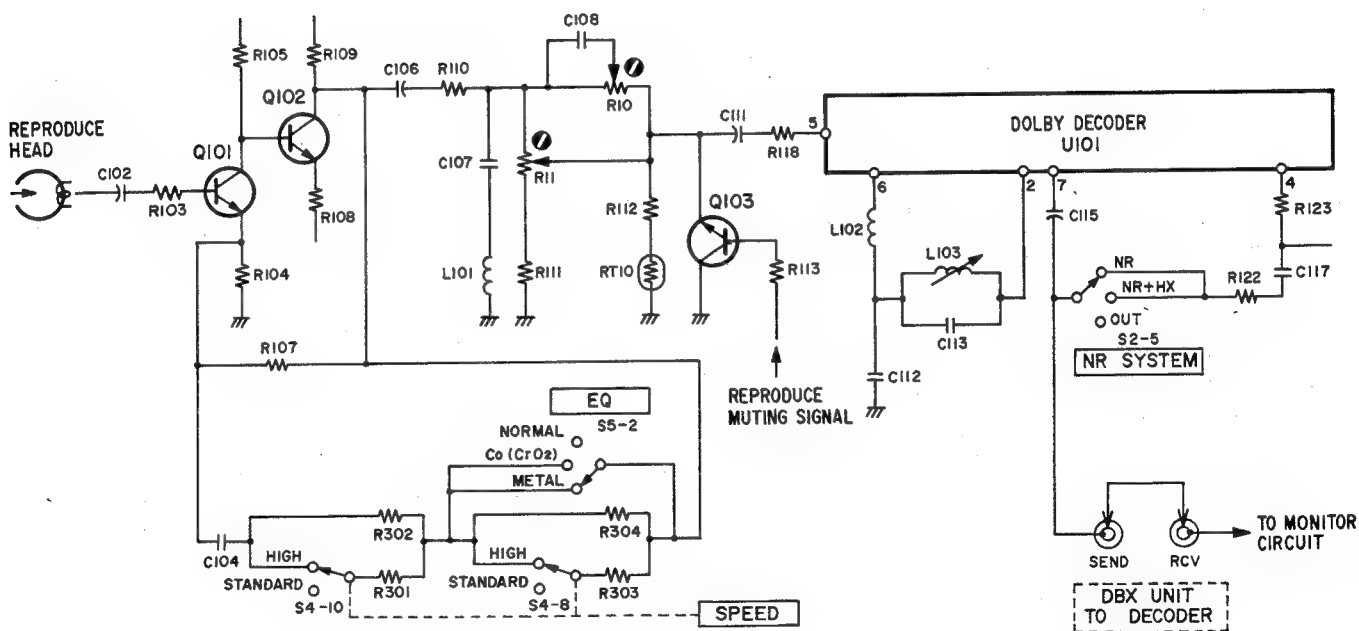 REPRODUCE
HEAD
C102
R103
Q101
R104
R105
Q102
R109
R108
C106
R110
C107
L101
R11
R111
C108
R10
R112
RT10
Q103
R113
REPRODUCE
MUTING SIGNAL
C111
R118
5
DOLBY DECODER
U101
6
2
7
4
L102
L103
C113
C112
C115
NR
NR+HX
OUT
S2-5
NR SYSTEM
R122
R123
C117
R107
EQ
S5-2
NORMAL
Co (CrO2)
METAL
C104
HIGH
STANDARD
S4-10
R302
R301
HIGH
STANDARD
S4-8
R304
R303
SPEED
SEND
RCV
TO MONITOR
CIRCUIT
DBX UNIT
TO DECODER